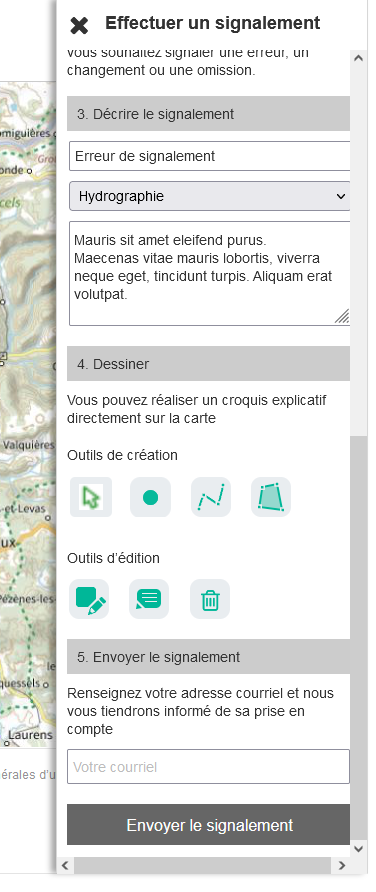 Effectuer un signalement
vous souhaitez signaler une erreur, un
changement ou une omission.
3. Décrire le signalement
Erreur de signalement
Hydrographie
Mauris sit amet eleifend purus.
Maecenas vitae mauris lobortis, viverra
neque eget, tincidunt turpis. Aliquam erat
volutpat.
4. Dessiner
Vous pouvez réaliser un croquis explicatif
directement sur la carte
Outils de création
Outils d'édition
5. Envoyer le signalement
Renseignez votre adresse courriel et nous
vous tiendrons informé de sa prise en
compte
Votre courriel
Envoyer le signalement
omiguières
onde
Gro
cels
Valquières
-et-Levas
ux-
Pézènes-les-
le
quessels
Laurens
érales d'u